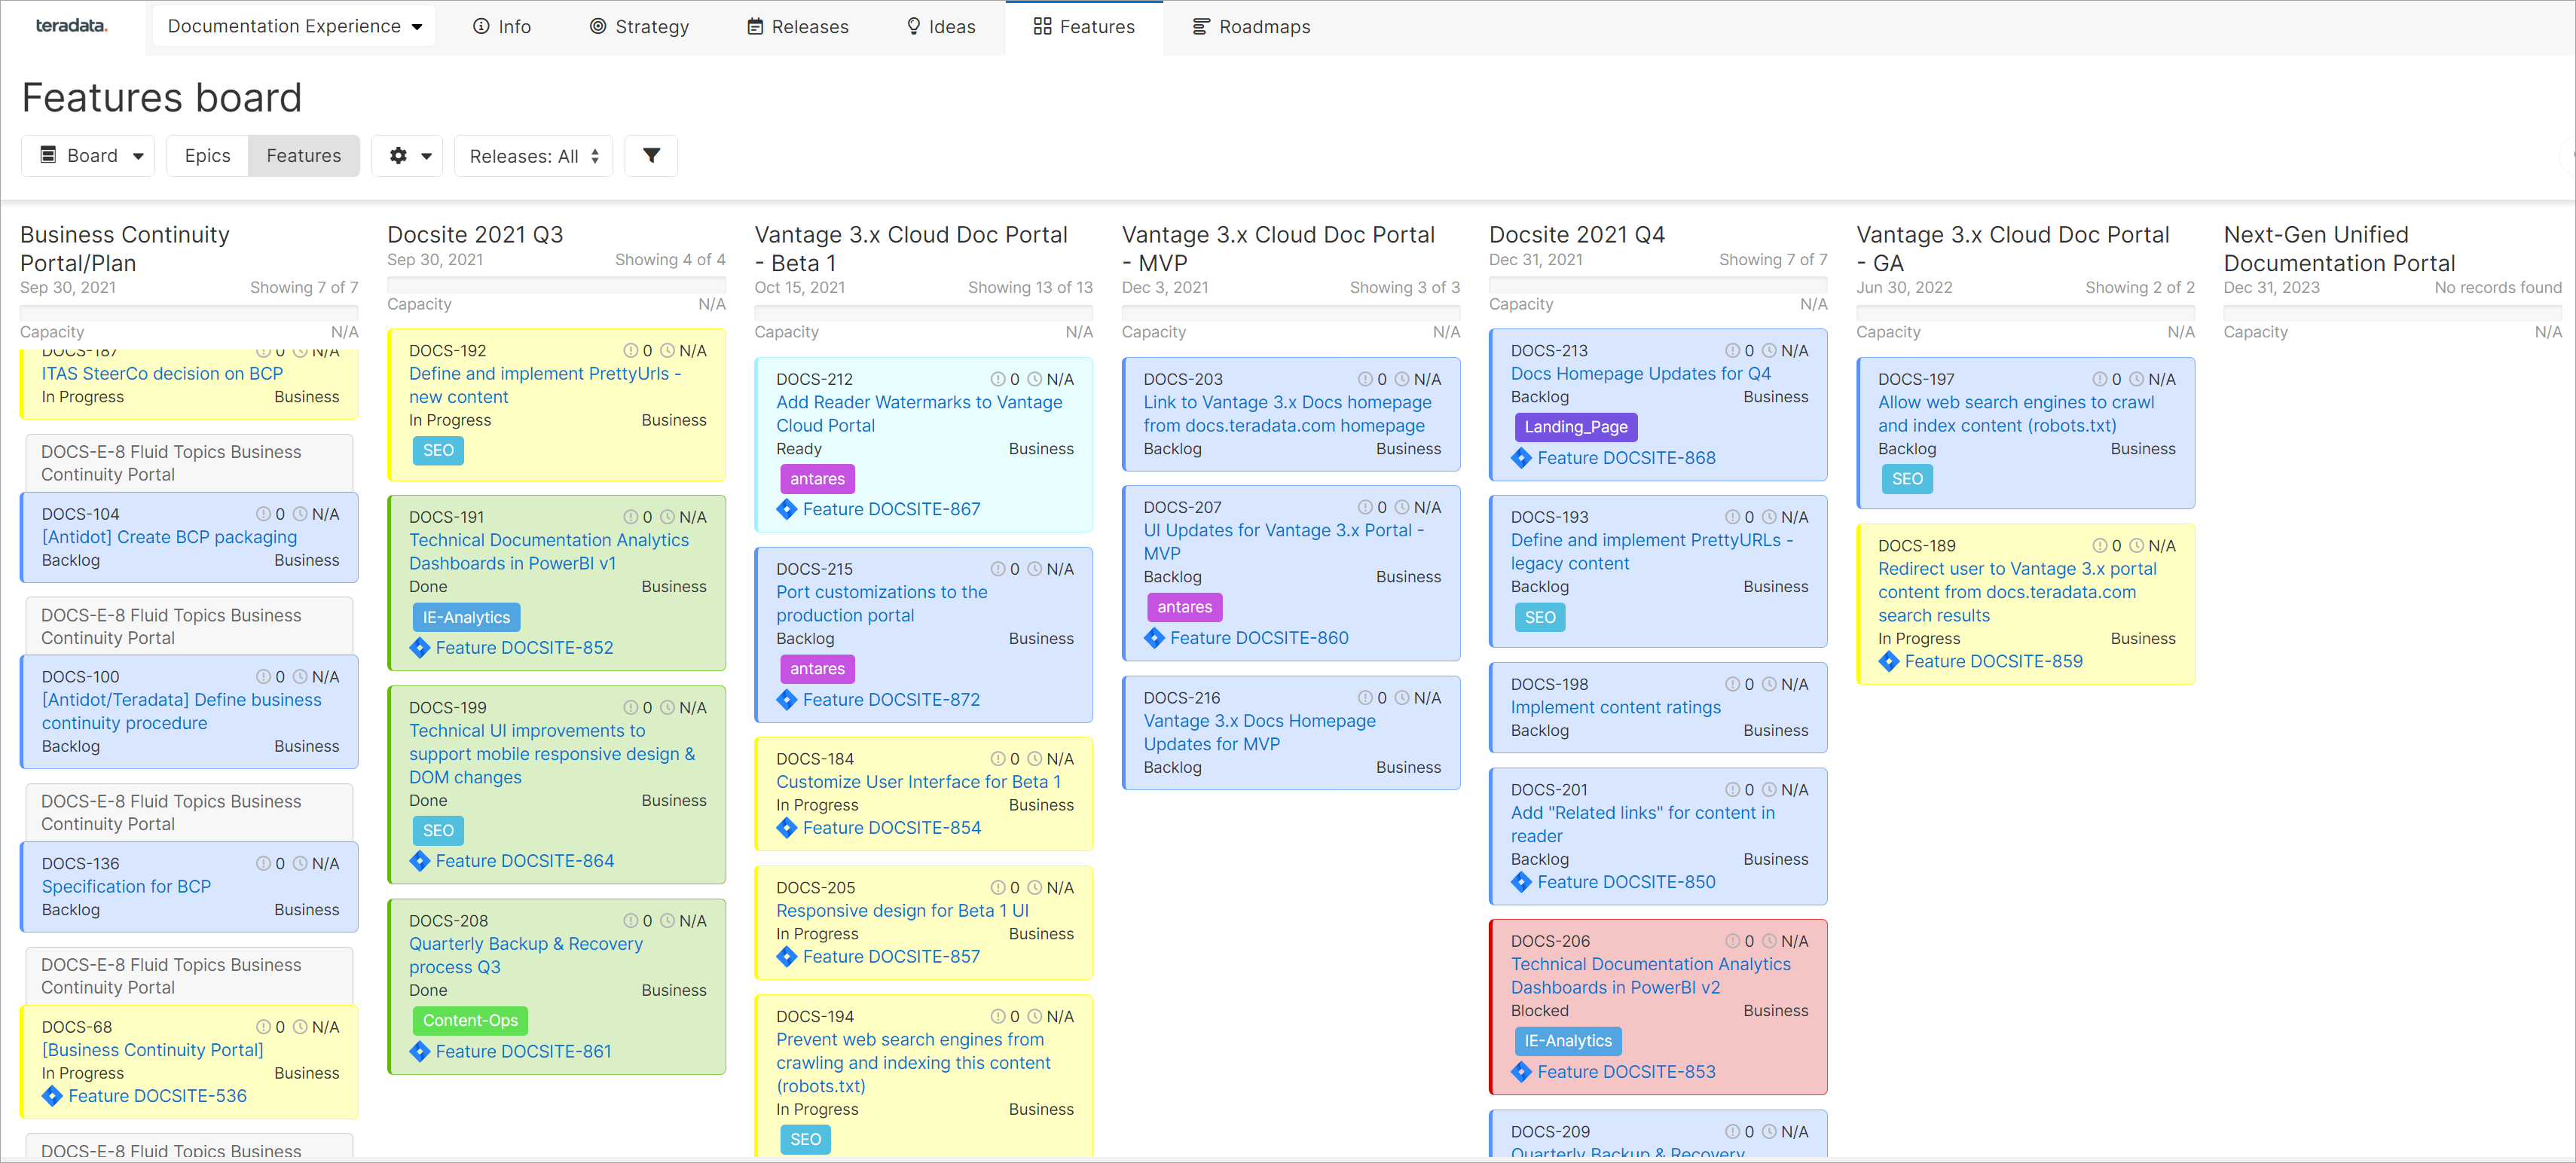 teradata.
Documentation Experience
Info
Strategy
Releases
Ideas
Features
Roadmaps
Features board
Board
Epics
Features
Releases: All
Business Continuity
Portal/Plan
Sep 30, 2021 Showing 7 of 7
Capacity N/A
DOCS-187 0 N/A
ITAS SteerCo decision on BCP
In Progress Business
DOCS-E-8 Fluid Topics Business
Continuity Portal
DOCS-104 0 N/A
[Antidot] Create BCP packaging
Backlog Business
DOCS-E-8 Fluid Topics Business
Continuity Portal
DOCS-100 0 N/A
[Antidot/Teradata] Define business
continuity procedure
Backlog Business
DOCS-E-8 Fluid Topics Business
Continuity Portal
DOCS-136 0 N/A
Specification for BCP
Backlog Business
DOCS-E-8 Fluid Topics Business
Continuity Portal
DOCS-68 0 N/A
[Business Continuity Portal]
In Progress Business
Feature DOCSITE-536
DOCS-E-8 Fluid Topics Business
Docsite 2021 Q3
Sep 30, 2021 Showing 4 of 4
Capacity N/A
DOCS-192 0 N/A
Define and implement PrettyUrls -
new content
In Progress Business
SEO
DOCS-191 0 N/A
Technical Documentation Analytics
Dashboards in PowerBI v1
Done Business
IE-Analytics
Feature DOCSITE-852
DOCS-199 0 N/A
Technical UI improvements to
support mobile responsive design &
DOM changes
Done Business
SEO
Feature DOCSITE-864
DOCS-208 0 N/A
Quarterly Backup & Recovery
process Q3
Done Business
Content-Ops
Feature DOCSITE-861
Vantage 3.x Cloud Doc Portal
- Beta 1
Oct 15, 2021 Showing 13 of 13
Capacity N/A
DOCS-212 0 N/A
Add Reader Watermarks to Vantage
Cloud Portal
Ready Business
antares
Feature DOCSITE-867
DOCS-215 0 N/A
Port customizations to the
production portal
Backlog Business
antares
Feature DOCSITE-872
DOCS-184 0 N/A
Customize User Interface for Beta 1
In Progress Business
Feature DOCSITE-854
DOCS-205 0 N/A
Responsive design for Beta 1 UI
In Progress Business
Feature DOCSITE-857
DOCS-194 0 N/A
Prevent web search engines from
crawling and indexing this content
(robots.txt)
In Progress Business
SEO
Vantage 3.x Cloud Doc Portal
- MVP
Dec 3, 2021 Showing 3 of 3
Capacity N/A
DOCS-203 0 N/A
Link to Vantage 3.x Docs homepage
from docs.teradata.com homepage
Backlog Business
DOCS-207 0 N/A
UI Updates for Vantage 3.x Portal -
MVP
Backlog Business
antares
Feature DOCSITE-860
DOCS-216 0 N/A
Vantage 3.x Docs Homepage
Updates for MVP
Backlog Business
Docsite 2021 Q4
Dec 31, 2021 Showing 7 of 7
Capacity N/A
DOCS-213 0 N/A
Docs Homepage Updates for Q4
Backlog Business
Landing_Page
Feature DOCSITE-868
DOCS-193 0 N/A
Define and implement PrettyURLs -
legacy content
Backlog Business
SEO
DOCS-198 0 N/A
Implement content ratings
Backlog Business
DOCS-201 0 N/A
Add "Related links" for content in
reader
Backlog Business
Feature DOCSITE-850
DOCS-206 0 N/A
Technical Documentation Analytics
Dashboards in PowerBI v2
Blocked Business
IE-Analytics
Feature DOCSITE-853
DOCS-209 0 N/A
Quarterly Backup & Recovery
Vantage 3.x Cloud Doc Portal
- GA
Jun 30, 2022 Showing 2 of 2
Capacity N/A
DOCS-197 0 N/A
Allow web search engines to crawl
and index content (robots.txt)
Backlog Business
SEO
DOCS-189 0 N/A
Redirect user to Vantage 3.x portal
content from docs.teradata.com
search results
In Progress Business
Feature DOCSITE-859
Next-Gen Unified
Documentation Portal
Dec 31, 2023 No records found
Capacity N/A